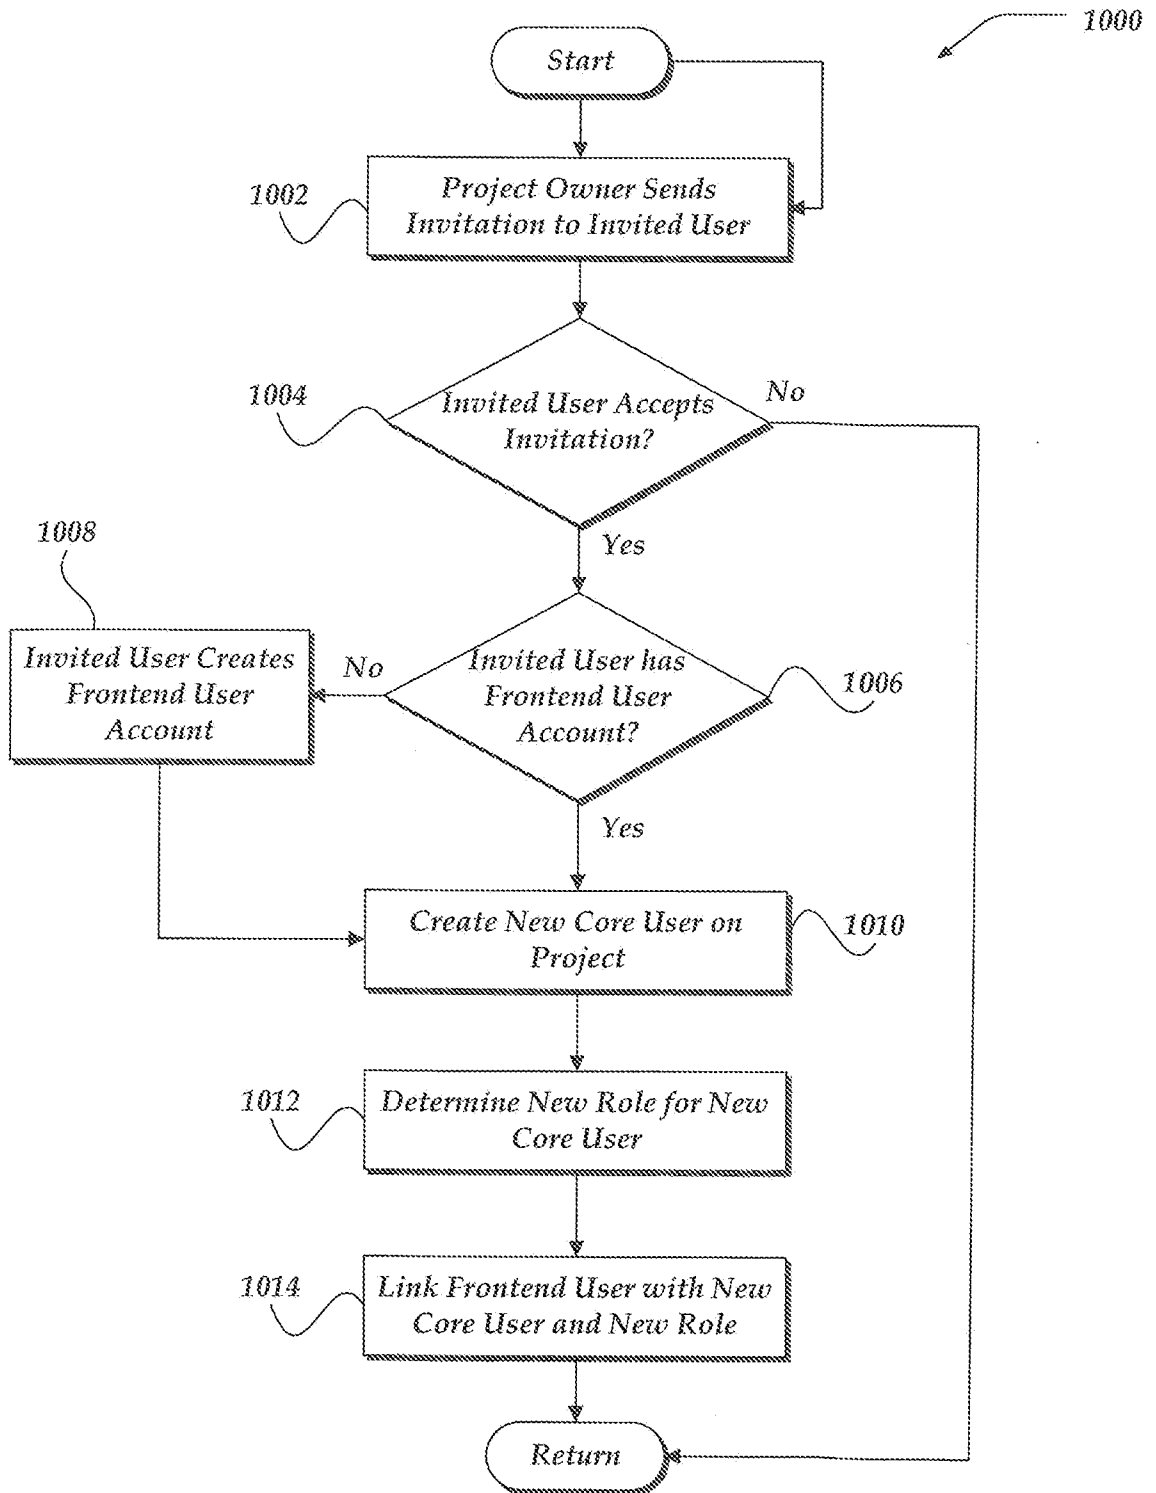 1000
Start
1002
Project Owner Sends
Invitation to Invited User
1004
Invited User Accepts
Invitation?
No
Yes
1008
Invited User Creates
Frontend User
Account
No
Invited User has
Frontend User
Account?
1006
Yes
Create New Core User on
Project
1010
1012
Determine New Role for New
Core User
1014
Link Frontend User with New
Core User and New Role
Return